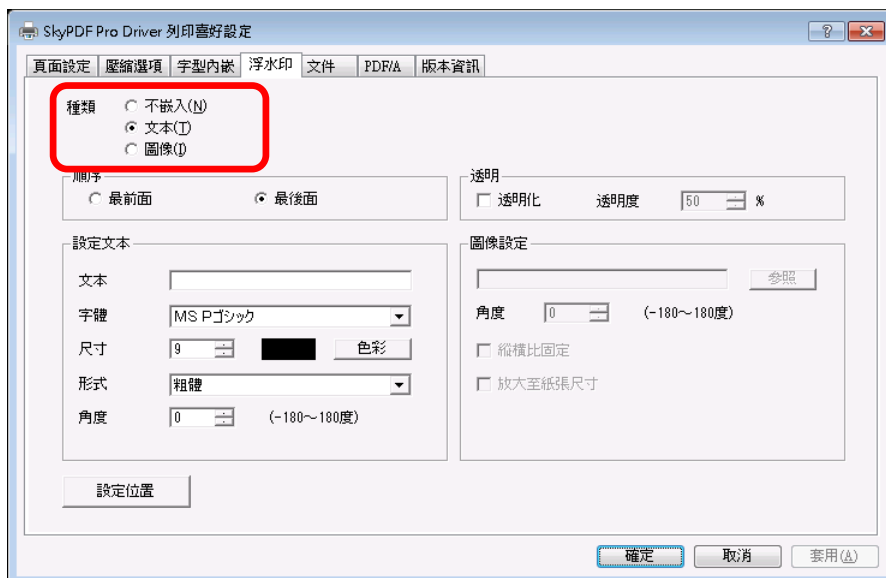 SkyPDF Pro Driver 列印喜好設定
頁面設定 壓縮選項 字型內嵌 浮水印 文件 PDF/A 版本資訊
種類 不嵌入(N)
文本(T)
圖像(I)
順序
最前面 最後面
透明
透明化 透明度 50 %
設定文本
文本
字體 MS Pゴシック
尺寸 9 色彩
形式 粗體
角度 0 (-180～180度)
圖像設定
參照
角度 0 (-180～180度)
縱橫比固定
放大至紙張尺寸
設定位置
確定 取消 套用(A)